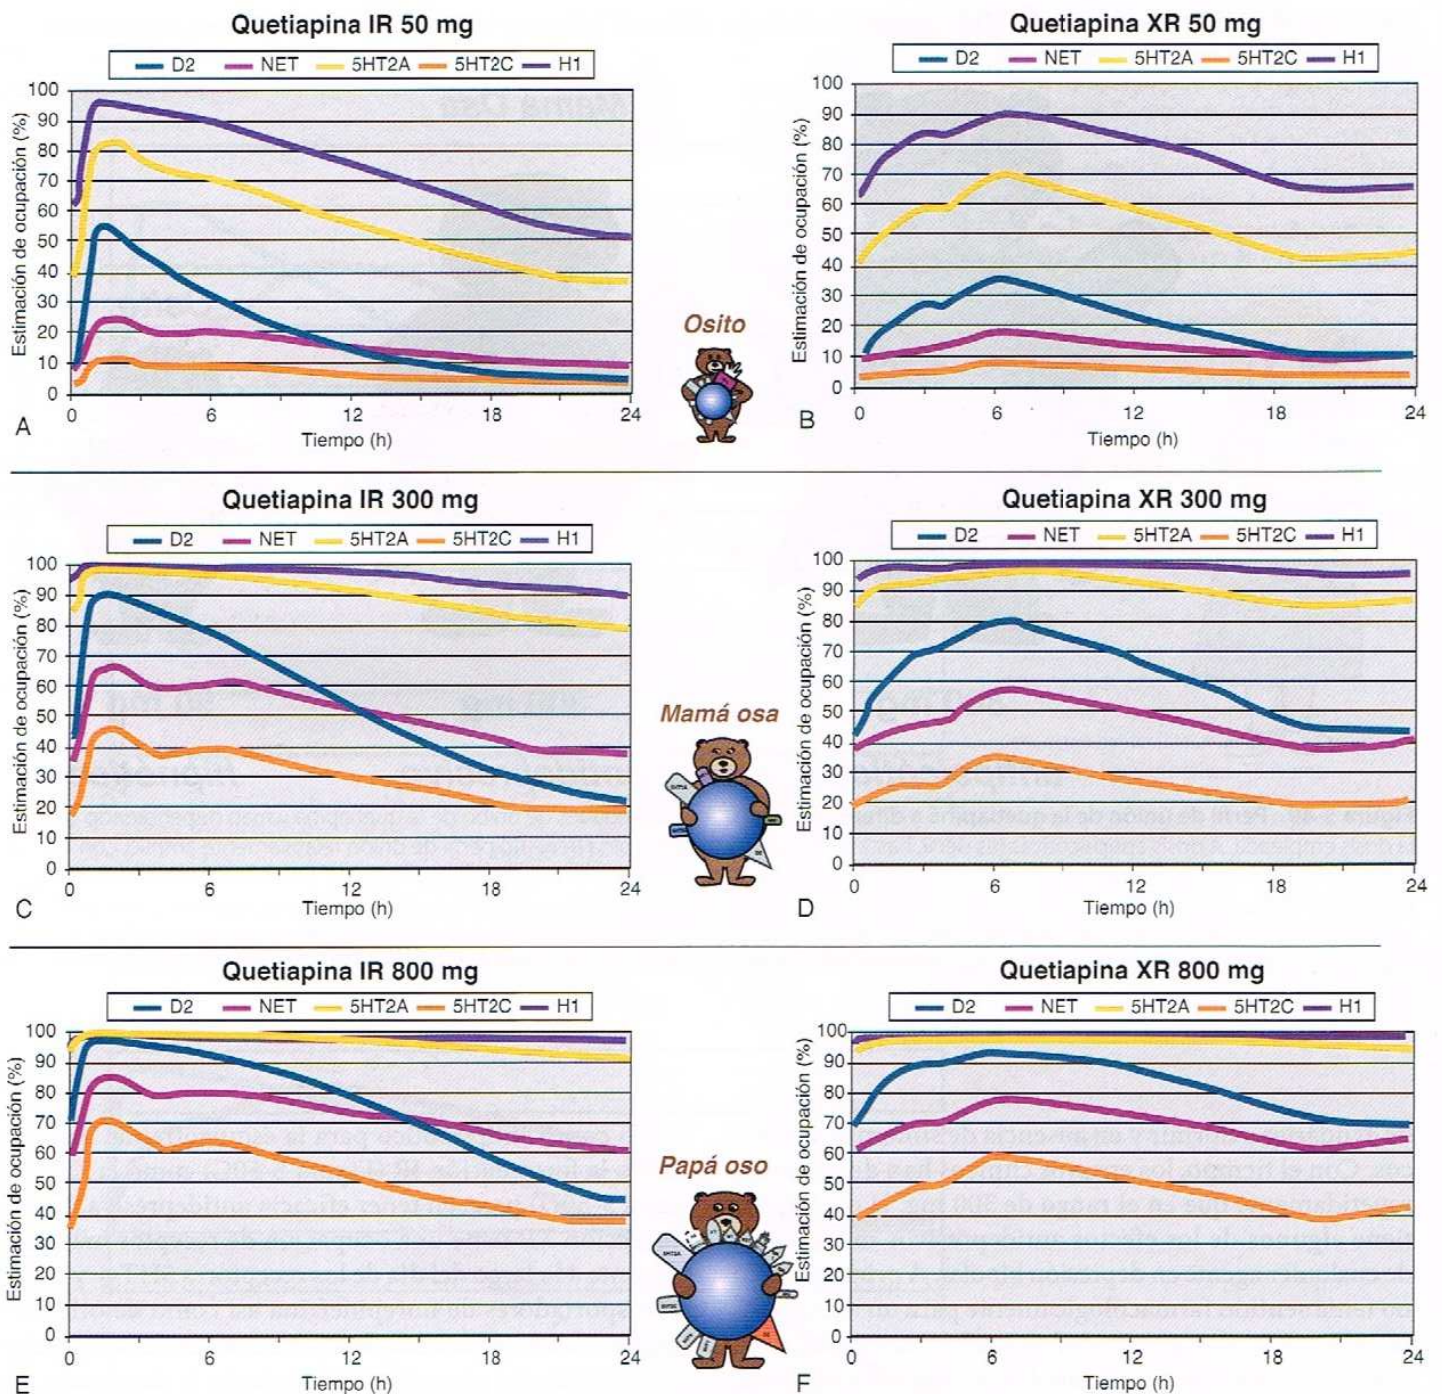 Quetiapina IR 50 mg
D2 NET 5HT2A 5HT2C H1
Estimación de ocupación (%)
100
90
80
70
60
50
40
30
20
10
0
0 6 12 18 24
Tiempo (h)
A
Osito
Quetiapina XR 50 mg
D2 NET 5HT2A 5HT2C H1
Estimación de ocupación (%)
100
90
80
70
60
50
40
30
20
10
0
0 6 12 18 24
Tiempo (h)
B
Quetiapina IR 300 mg
D2 NET 5HT2A 5HT2C H1
Estimación de ocupación (%)
100
90
80
70
60
50
40
30
20
10
0
0 6 12 18 24
Tiempo (h)
C
Mamá osa
Quetiapina XR 300 mg
D2 NET 5HT2A 5HT2C H1
Estimación de ocupación (%)
100
90
80
70
60
50
40
30
20
10
0
0 6 12 18 24
Tiempo (h)
D
Quetiapina IR 800 mg
D2 NET 5HT2A 5HT2C H1
Estimación de ocupación (%)
100
90
80
70
60
50
40
30
20
10
0
0 6 12 18 24
Tiempo (h)
E
Papá oso
5HT2A
Quetiapina XR 800 mg
D2 NET 5HT2A 5HT2C H1
Estimación de ocupación (%)
100
90
80
70
60
50
40
30
20
10
0
0 6 12 18 24
Tiempo (h)
F